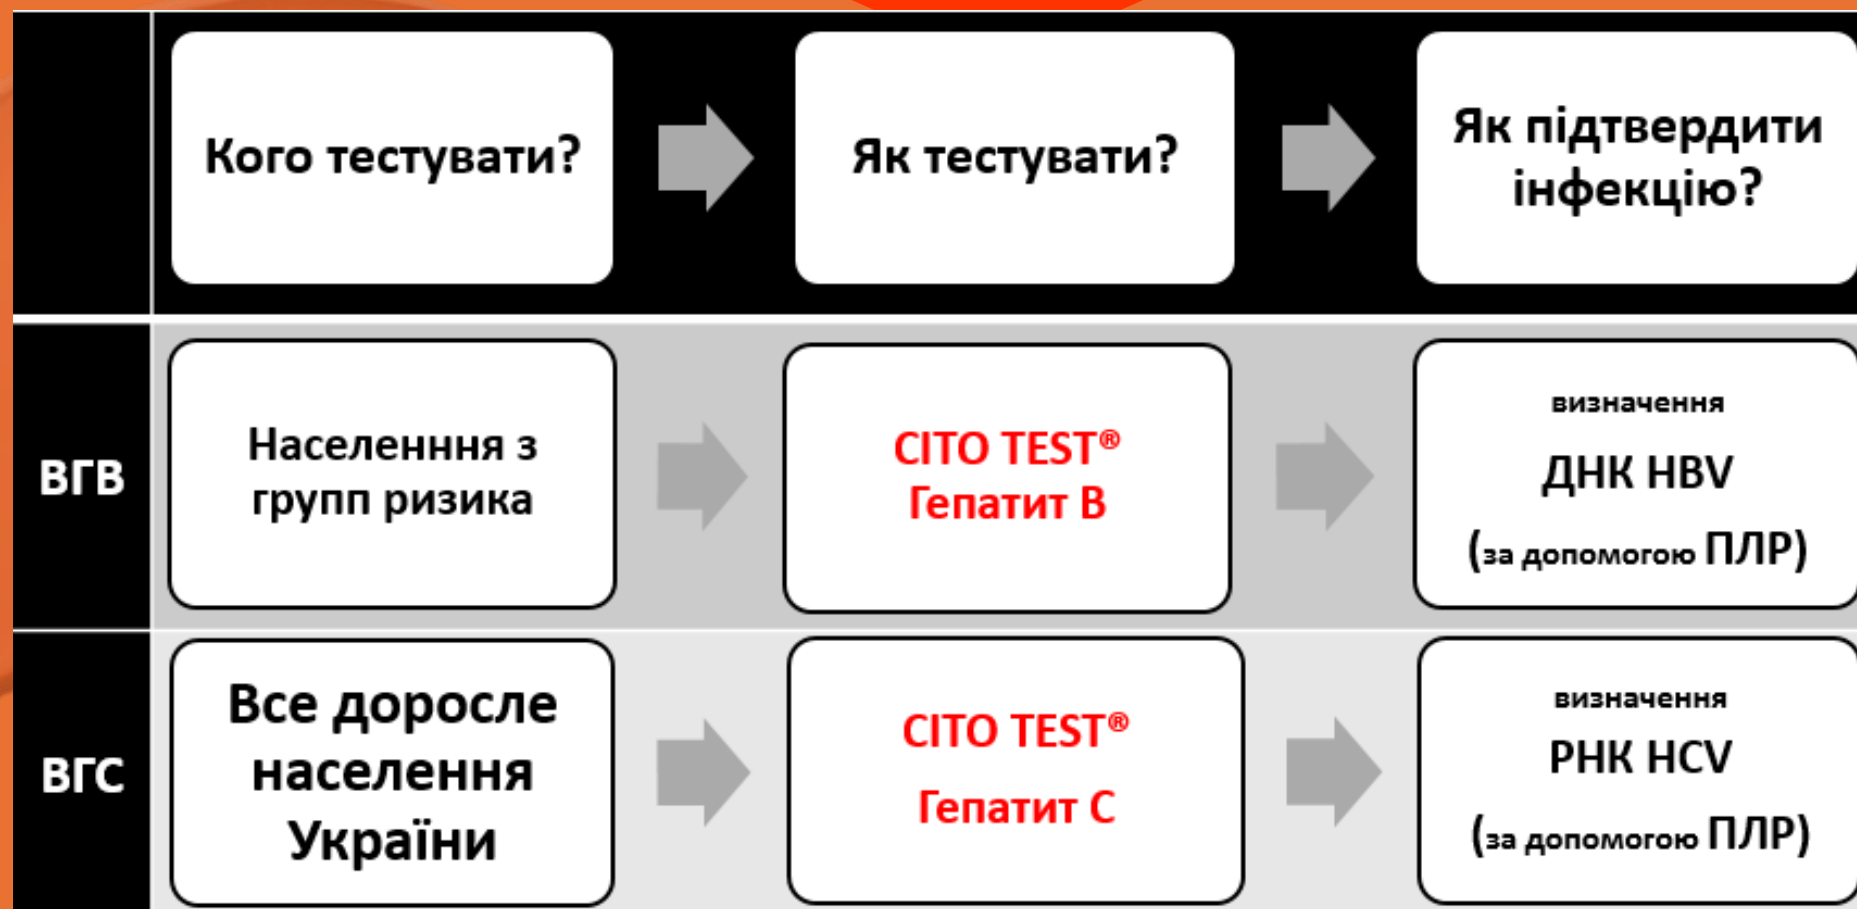 Кого тестувати?
Як тестувати?
Як підтвердити
інфекцію?
ВГВ
Населенння з
групп ризика
CITO TEST®
Гепатит В
визначення
ДНК HBV
(за допомогою ПЛР)
ВГС
Все доросле
населення
України
CITO TEST®
Гепатит С
визначення
РНК HCV
(за допомогою ПЛР)